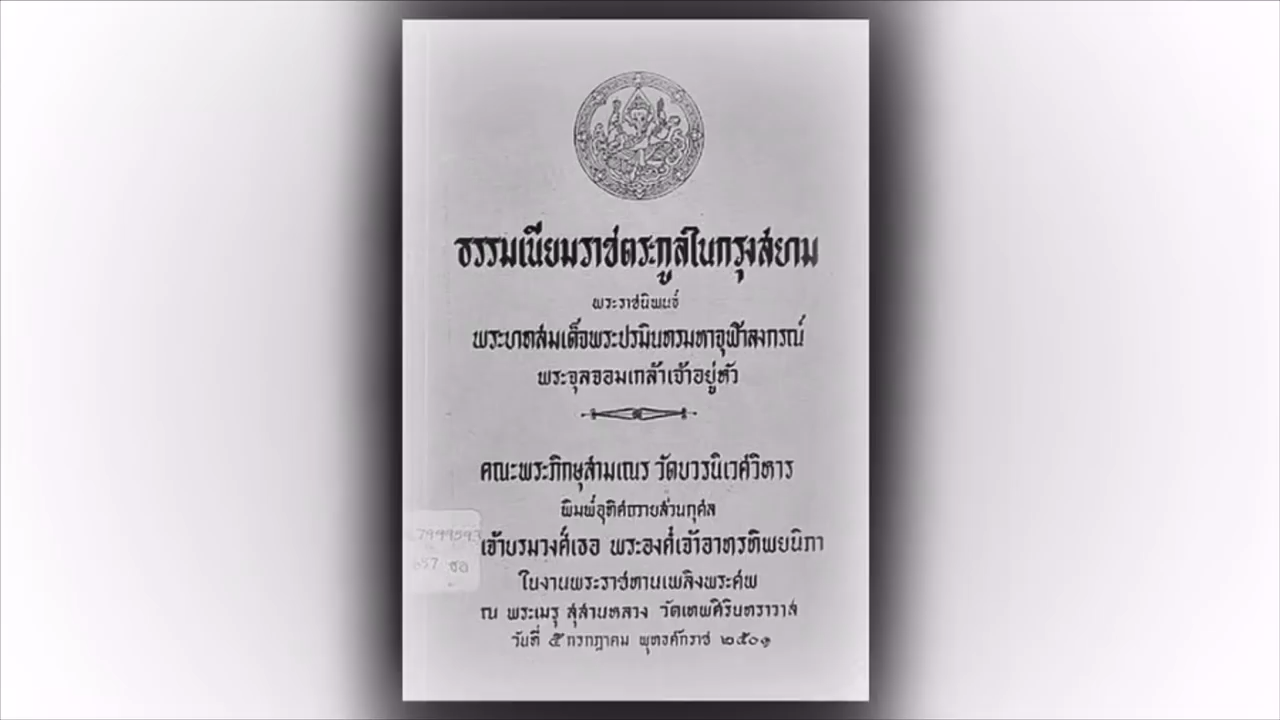 ธรรมเนียมราชตระกูลในกรุงสยาม
พระราชนิพนธ์
พระบาทสมเด็จพระปรมินทรมหาจุฬาลงกรณ์
พระจุลจอมเกล้าเจ้าอยู่หัว
คณะพระภิกษุสามเณร วัดบวรนิเวศวิหาร
พิมพ์อุทิศถวายส่วนกุศล
เจ้าบรมวงศ์เธอ พระองค์เจ้าอาทรทิพยนิภา
ในงานพระราชทานเพลิงพระศพ
ณ พระเมรุ สุสานหลวง วัดเทพศิรินทราวาส
วันที่ ๕ กรกฎาคม พุทธศักราช ๒๕๐๑